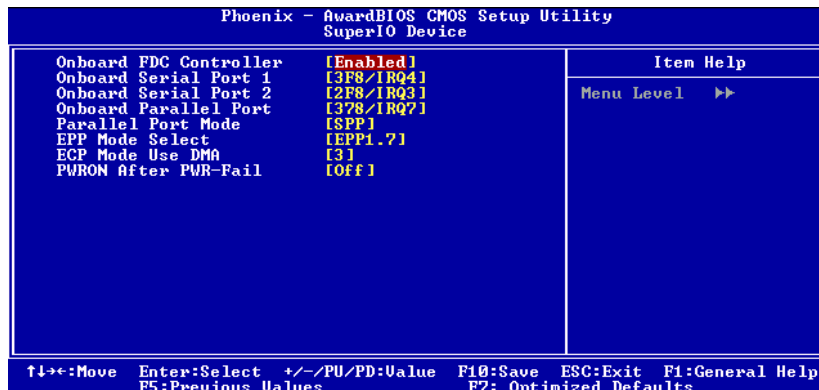 Phoenix - AwardBIOS CMOS Setup Utility
SuperIO Device
Onboard FDC Controller [Enabled]
Onboard Serial Port 1 [3F8/IRQ4]
Onboard Serial Port 2 [2F8/IRQ3]
Onboard Parallel Port [378/IRQ7]
Parallel Port Mode [SPP]
EPP Mode Select [EPP1.7]
ECP Mode Use DMA [3]
PWRON After PWR-Fail [Off]
Item Help
Menu Level ►►
↑↓→←:Move Enter:Select +/-/PU/PD:Value F10:Save ESC:Exit F1:General Help
F5:Previous Values F7: Optimized Defaults